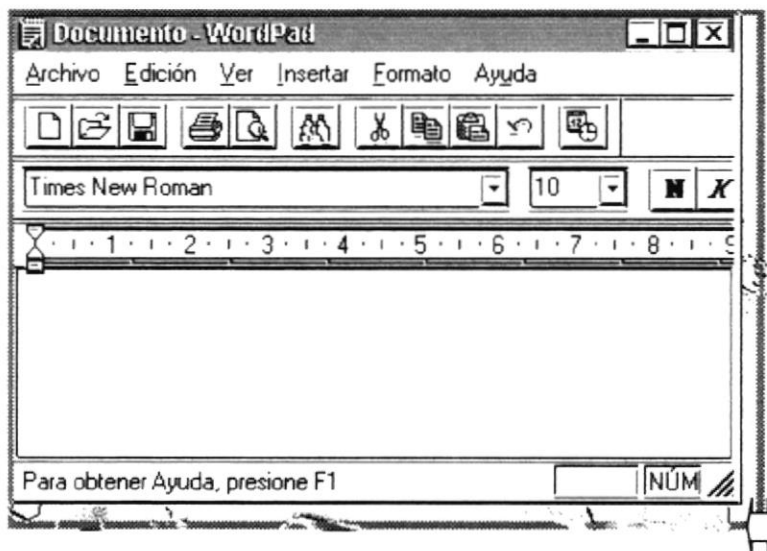 Documento - WordPad
Archivo Edición Ver Insertar Formato Ayuda
Times New Roman 10 N K
1 2 3 4 5 6 7 8 9
Para obtener Ayuda, presione F1 NÚM